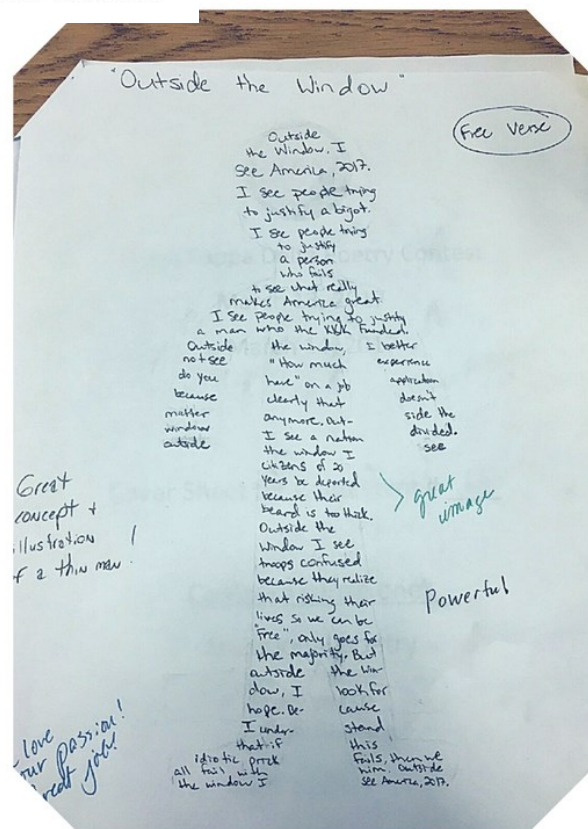 "Outside the Window"
Free Verse
Outside
the Window, I
See America, 2017.
I see people trying
to justify a bigot.
I see people trying
to justify
a person
who fails
to see what really
makes America great.
I see people trying to justify
a man who the KKK funded.
Outside the window, I better
not see "How much experience
do you have" on a job application
because clearly that doesn't
matter anymore. Out- side the
window I see a nation divided.
outside the window I see
citizens of 20
years be deported
because their
beard is too thick.
Outside the
window I see
troops confused
because they realize
that risking their
lives so we can be
"free", only goes for
the majority. But
outside the win-
dow, I look for
hope. Be- cause
I under- stand
that if this
idiotic prick fails, then we
all fail with him. Outside
the window I see America, 2017.
Great
concept +
illustration
of a thin man!
great
image
Powerful
love
your passion!
Great job!